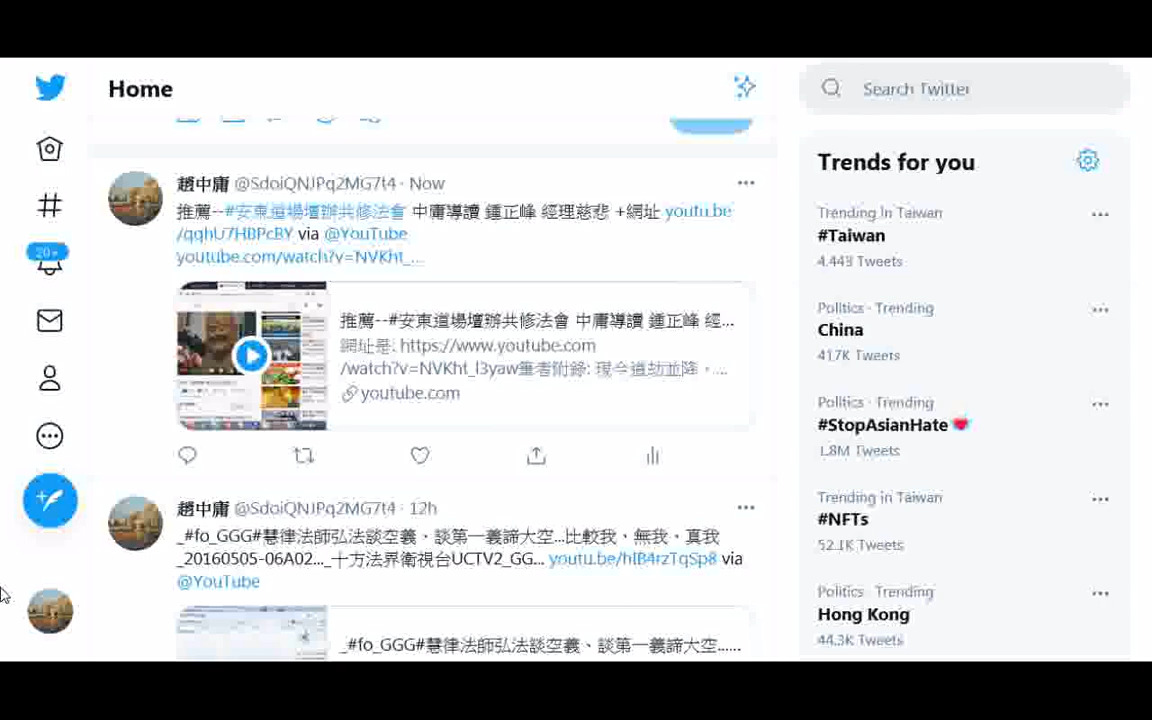 Home
趙中庸 @SdoiQNJPq2MG7t4 · Now
推薦--#安東道場壇辦共修法會 中庸導讀 鍾正峰 經理慈悲 +網址 youtu.be
/qqhU7HBPcBY via @YouTube
youtube.com/watch?v=NVKht_...
推薦--#安東道場壇辦共修法會 中庸導讀 鍾正峰 經...
網址是: https://www.youtube.com
/watch?v=NVKht_l3yaw筆者附錄: 現今道劫並降，...
youtube.com
趙中庸 @SdoiQNJPq2MG7t4 · 12h
_#fo_GGG#慧律法師弘法談空義、談第一義諦大空...比較我、無我、真我
_20160505-06A02..._十方法界衛視台UCTV2_GG... youtu.be/hlB4rzTqSp8 via
@YouTube
_#fo_GGG#慧律法師弘法談空義、談第一義諦大空......
20+
Search Twitter
Trends for you
Trending in Taiwan
#Taiwan
4,443 Tweets
Politics · Trending
China
417K Tweets
Politics · Trending
#StopAsianHate
1.8M Tweets
Trending in Taiwan
#NFTs
52.1K Tweets
Politics · Trending
Hong Kong
44.3K Tweets